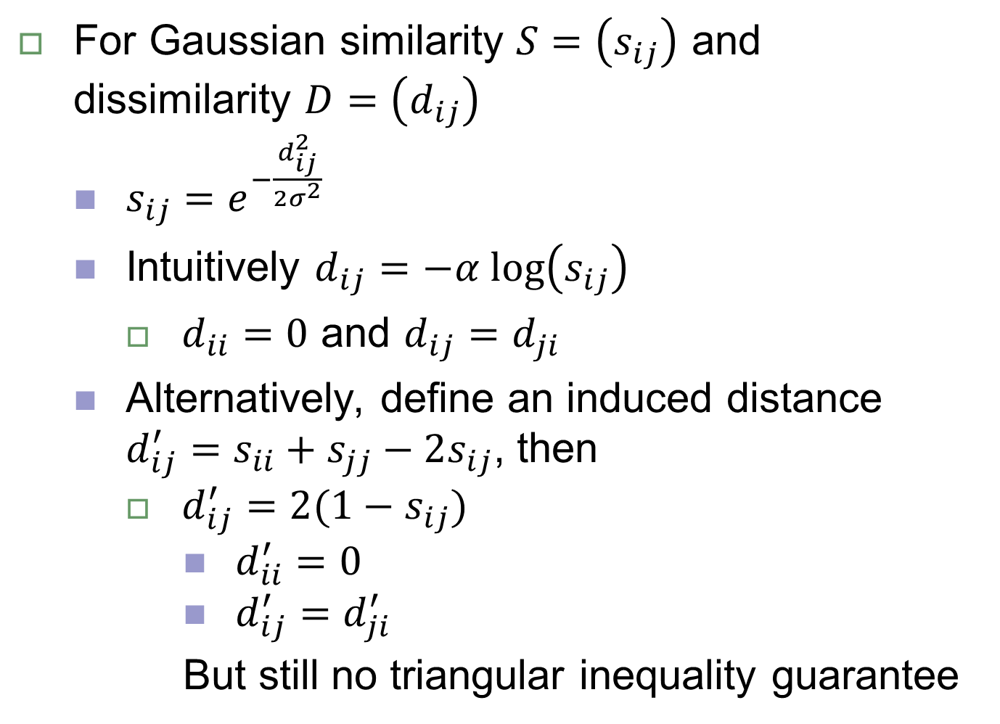 For Gaussian similarity $S = (s_{ij})$ and
dissimilarity $D = (d_{ij})$
$s_{ij} = e^{-\frac{d_{ij}^2}{2\sigma^2}}$
Intuitively $d_{ij} = -\alpha \log(s_{ij})$
$d_{ii} = 0$ and $d_{ij} = d_{ji}$
Alternatively, define an induced distance
$d'_{ij} = s_{ii} + s_{jj} - 2s_{ij}$, then
$d'_{ij} = 2(1 - s_{ij})$
$d'_{ii} = 0$
$d'_{ij} = d'_{ji}$
But still no triangular inequality guarantee